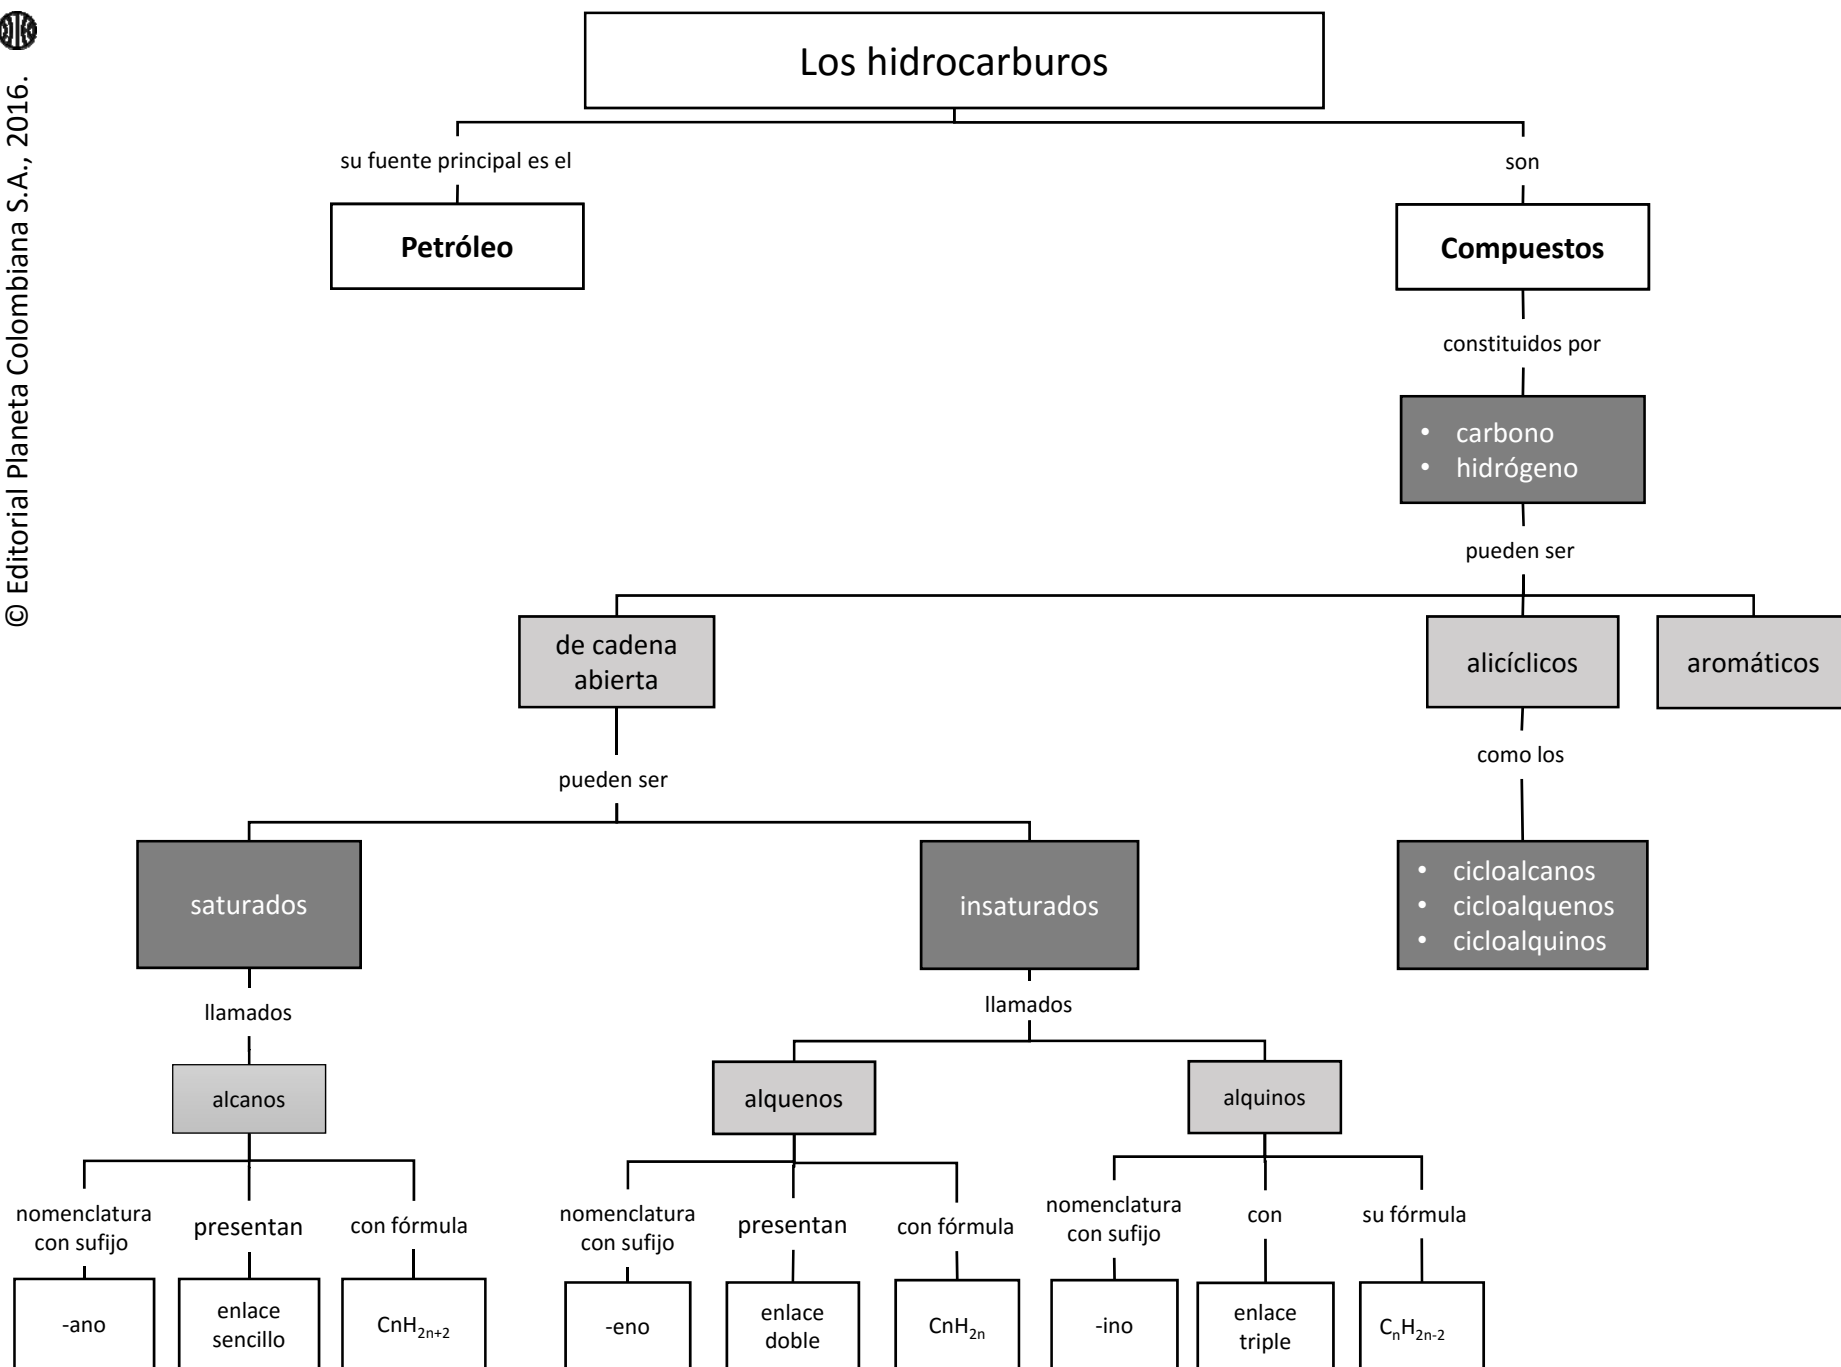 © Editorial Planeta Colombiana S.A., 2016.
Los hidrocarburos
su fuente principal es el
son
Petróleo
Compuestos
constituidos por
• carbono
• hidrógeno
pueden ser
de cadena
abierta
alicíclicos
aromáticos
pueden ser
como los
saturados
insaturados
• cicloalcanos
• cicloalquenos
• cicloalquinos
llamados
llamados
alcanos
alquenos
alquinos
nomenclatura
con sufijo
presentan
con fórmula
nomenclatura
con sufijo
presentan
con fórmula
nomenclatura
con sufijo
con
su fórmula
-ano
enlace
sencillo
CnH₂ₙ₊₂
-eno
enlace
doble
CnH₂ₙ
-ino
enlace
triple
CₙH₂ₙ₋₂